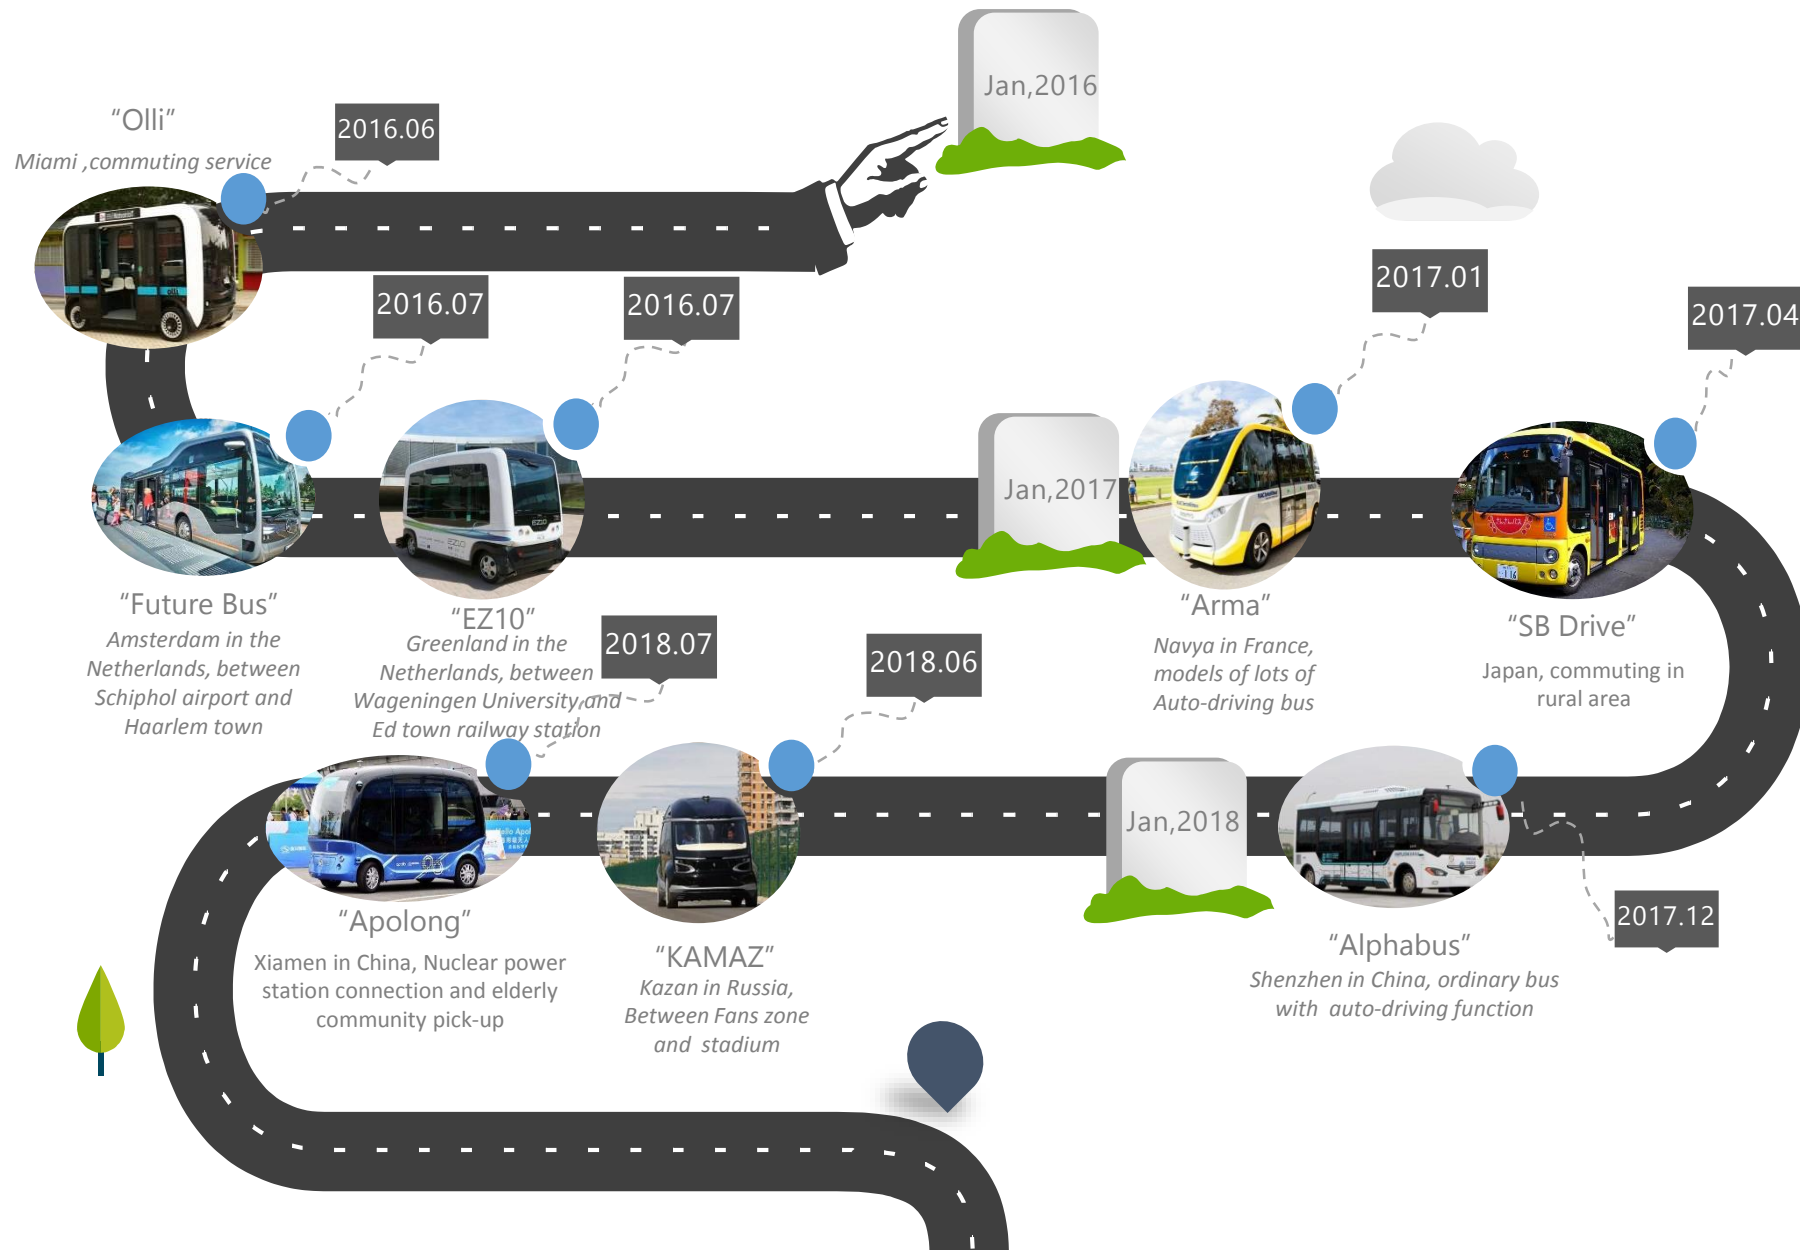 Jan,2016
“Olli”
2016.06
Miami ,commuting service
olli
2016.07
2016.07
2017.01
2017.04
Jan,2017
EZ10
116
“Future Bus”
Amsterdam in the
Netherlands, between
Schiphol airport and
Haarlem town
“EZ10”
Greenland in the
Netherlands, between
Wageningen University and
Ed town railway station
“Arma”
Navya in France,
models of lots of
Auto-driving bus
“SB Drive”
Japan, commuting in
rural area
2018.07
2018.06
Jan,2018
2017.12
“Apolong”
Xiamen in China, Nuclear power
station connection and elderly
community pick-up
“KAMAZ”
Kazan in Russia,
Between Fans zone
and  stadium
“Alphabus”
Shenzhen in China, ordinary bus
with  auto-driving function